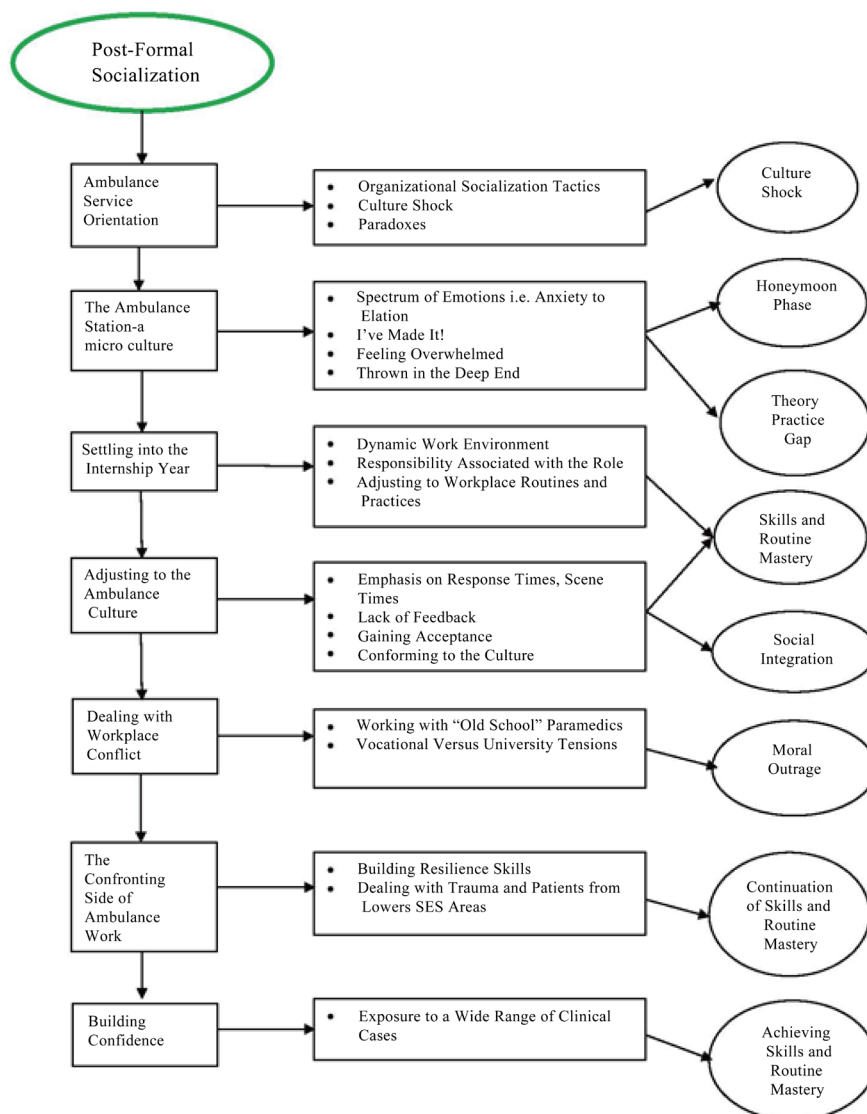 Post-Formal
Socialization
Ambulance
Service
Orientation
• Organizational Socialization Tactics
• Culture Shock
• Paradoxes
Culture
Shock
The Ambulance
Station-a
micro culture
• Spectrum of Emotions i.e. Anxiety to
Elation
• I've Made It!
• Feeling Overwhelmed
• Thrown in the Deep End
Honeymoon
Phase
Theory
Practice
Gap
Settling into the
Internship Year
• Dynamic Work Environment
• Responsibility Associated with the Role
• Adjusting to Workplace Routines and
Practices
Skills and
Routine
Mastery
Adjusting to the
Ambulance
Culture
• Emphasis on Response Times, Scene
Times
• Lack of Feedback
• Gaining Acceptance
• Conforming to the Culture
Social
Integration
Dealing with
Workplace
Conflict
• Working with “Old School” Paramedics
• Vocational Versus University Tensions
Moral
Outrage
The
Confronting
Side of
Ambulance
Work
• Building Resilience Skills
• Dealing with Trauma and Patients from
Lowers SES Areas
Continuation
of Skills and
Routine
Mastery
Building
Confidence
• Exposure to a Wide Range of Clinical
Cases
Achieving
Skills and
Routine
Mastery